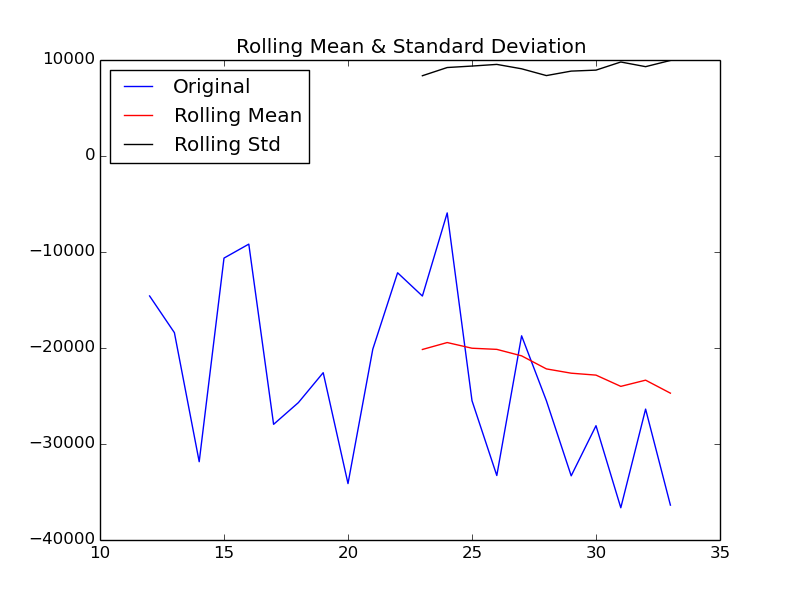 Rolling Mean & Standard Deviation
10000
Original
Rolling Mean
Rolling Std
0
−10000
−20000
−30000
−40000
10 15 20 25 30 35